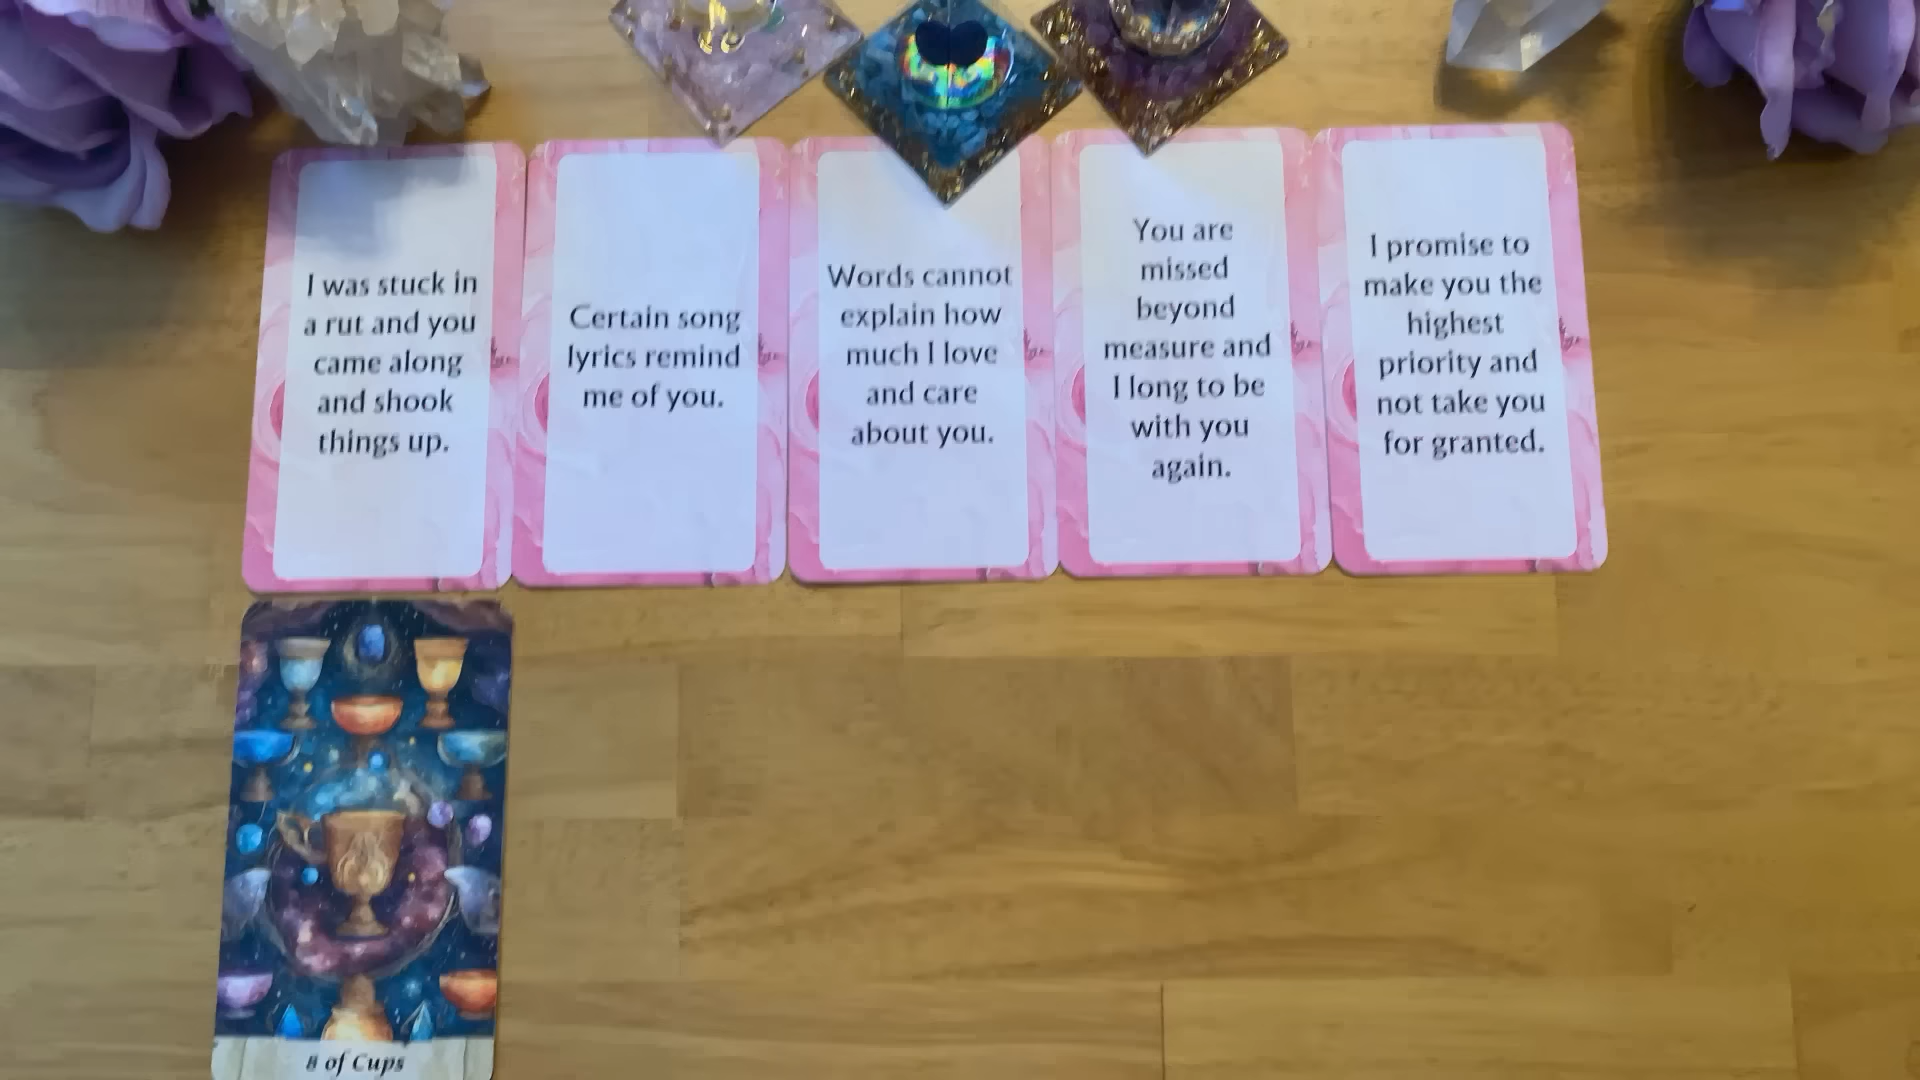 I was stuck in
a rut and you
came along
and shook
things up.
Certain song
lyrics remind
me of you.
Words cannot
explain how
much I love
and care
about you.
You are
missed
beyond
measure and
I long to be
with you
again.
I promise to
make you the
highest
priority and
not take you
for granted.
8 of Cups